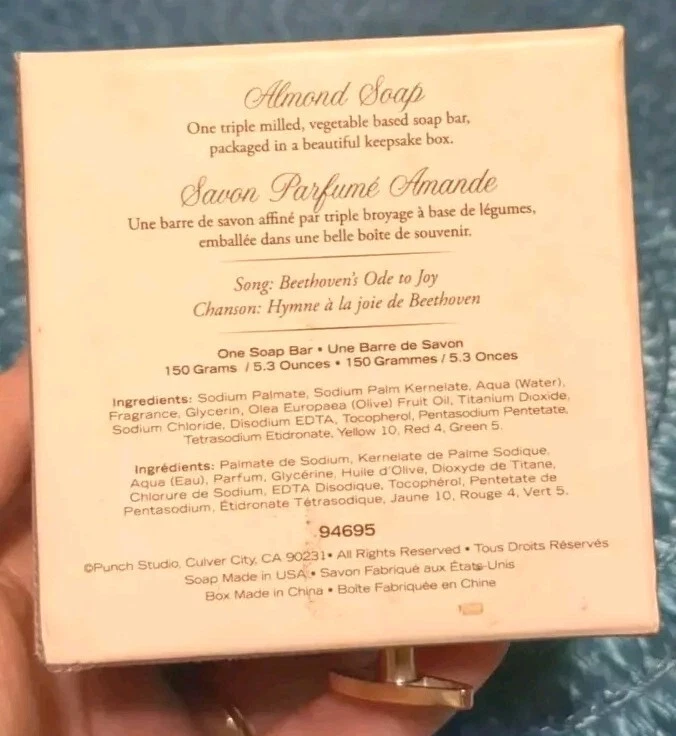 Almond Soap
One triple milled, vegetable based soap bar,
packaged in a beautiful keepsake box.
Savon Parfumé Amande
Une barre de savon affiné par triple broyage à base de légumes,
emballée dans une belle boîte de souvenir.
Song: Beethoven's Ode to Joy
Chanson: Hymne à la joie de Beethoven
One Soap Bar • Une Barre de Savon
150 Grams / 5.3 Ounces • 150 Grammes / 5.3 Onces
Ingredients: Sodium Palmate, Sodium Palm Kernelate, Aqua (Water),
Fragrance, Glycerin, Olea Europaea (Olive) Fruit Oil, Titanium Dioxide,
Sodium Chloride, Disodium EDTA, Tocopherol, Pentasodium Pentetate,
Tetrasodium Etidronate, Yellow 10, Red 4, Green 5.
Ingrédients: Palmate de Sodium, Kernelate de Palme Sodique,
Aqua (Eau), Parfum, Glycérine, Huile d'Olive, Dioxyde de Titane,
Chlorure de Sodium, EDTA Disodique, Tocophérol, Pentetate de
Pentasodium, Étidronate Tétrasodique, Jaune 10, Rouge 4, Vert 5.
94695
©Punch Studio, Culver City, CA 90231 • All Rights Reserved • Tous Droits Réservés
Soap Made in USA • Savon Fabriqué aux États-Unis
Box Made in China • Boîte Fabriquée en Chine